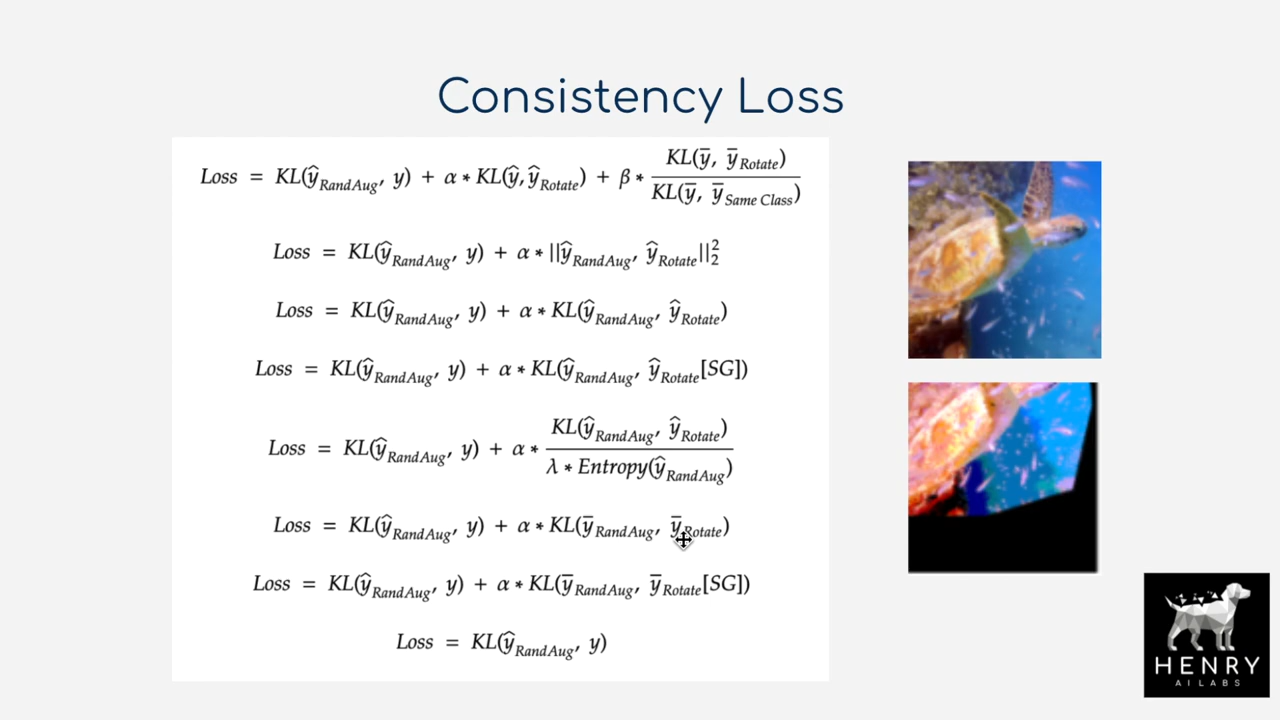 Consistency Loss
Loss = KL(ŷ_RandAug, y) + α * KL(ŷ, ŷ_Rotate) + β * KL(ȳ, ȳ_Rotate) / KL(ȳ, ȳ_Same Class)
Loss = KL(ŷ_RandAug, y) + α * ||ŷ_RandAug, ŷ_Rotate||₂²
Loss = KL(ŷ_RandAug, y) + α * KL(ŷ_RandAug, ŷ_Rotate)
Loss = KL(ŷ_RandAug, y) + α * KL(ŷ_RandAug, ŷ_Rotate[SG])
Loss = KL(ŷ_RandAug, y) + α * KL(ŷ_RandAug, ŷ_Rotate) / λ * Entropy(ŷ_RandAug)
Loss = KL(ŷ_RandAug, y) + α * KL(ȳ_RandAug, ȳ_Rotate)
Loss = KL(ŷ_RandAug, y) + α * KL(ȳ_RandAug, ȳ_Rotate[SG])
Loss = KL(ŷ_RandAug, y)
HENRY
AI LABS